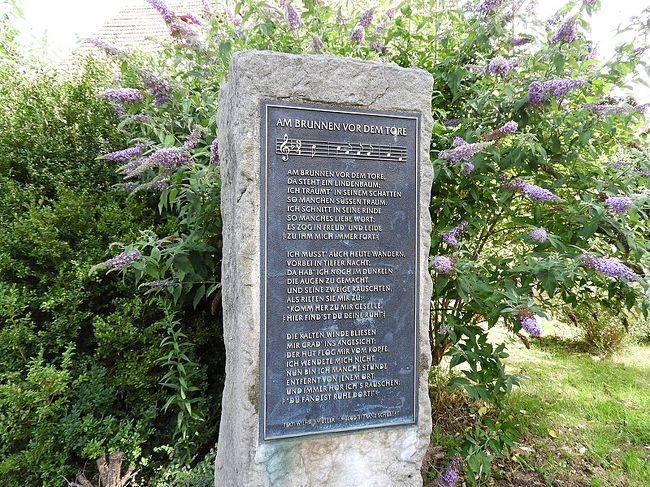 AM BRUNNEN VOR DEM TORE
AM BRUNNEN VOR DEM TORE,
DA STEHT EIN LINDENBAUM;
ICH TRÄUMT' IN SEINEM SCHATTEN
SO MANCHEN SÜSSEN TRAUM.
ICH SCHNITT IN SEINE RINDE
SO MANCHES LIEBE WORT;
ES ZOG IN FREUD' UND LEIDE
ZU IHM MICH IMMER FORT.
ICH MUSST' AUCH HEUTE WANDERN,
VORBEI IN TIEFER NACHT,
DA HAB' ICH NOCH IM DUNKELN
DIE AUGEN ZU GEMACHT.
UND SEINE ZWEIGE RAUSCHTEN,
ALS RIEFEN SIE MIR ZU:
"KOMM HER ZU MIR GESELLE,
HIER FIND'ST DU DEINE RUH'!
DIE KALTEN WINDE BLIESEN
MIR GRAD' INS ANGESICHT;
DER HUT FLOG MIR VOM KOPFE,
ICH WENDETE MICH NICHT.
NUN BIN ICH MANCHE STUNDE
ENTFERNT VON JENEM ORT,
UND IMMER HÖR ICH'S RAUSCHEN:
"DU FÄNDEST RUHE DORT!"